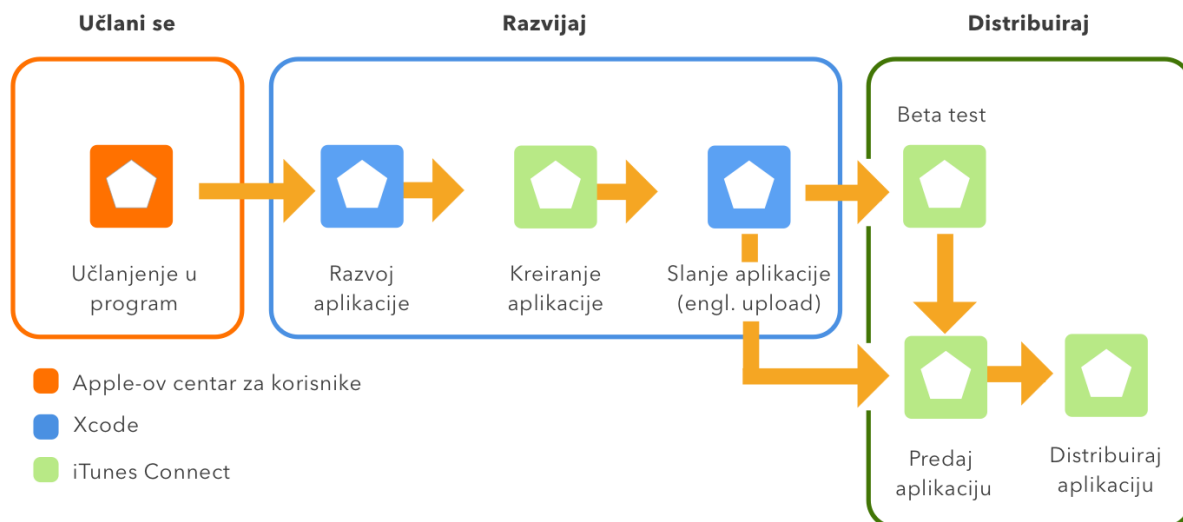 Učlani se
Razvijaj
Distribuiraj
Beta test
Učlanjenje u
program
Razvoj
aplikacije
Kreiranje
aplikacije
Slanje aplikacije
(engl. upload)
Apple-ov centar za korisnike
Xcode
iTunes Connect
Predaj
aplikaciju
Distribuiraj
aplikaciju